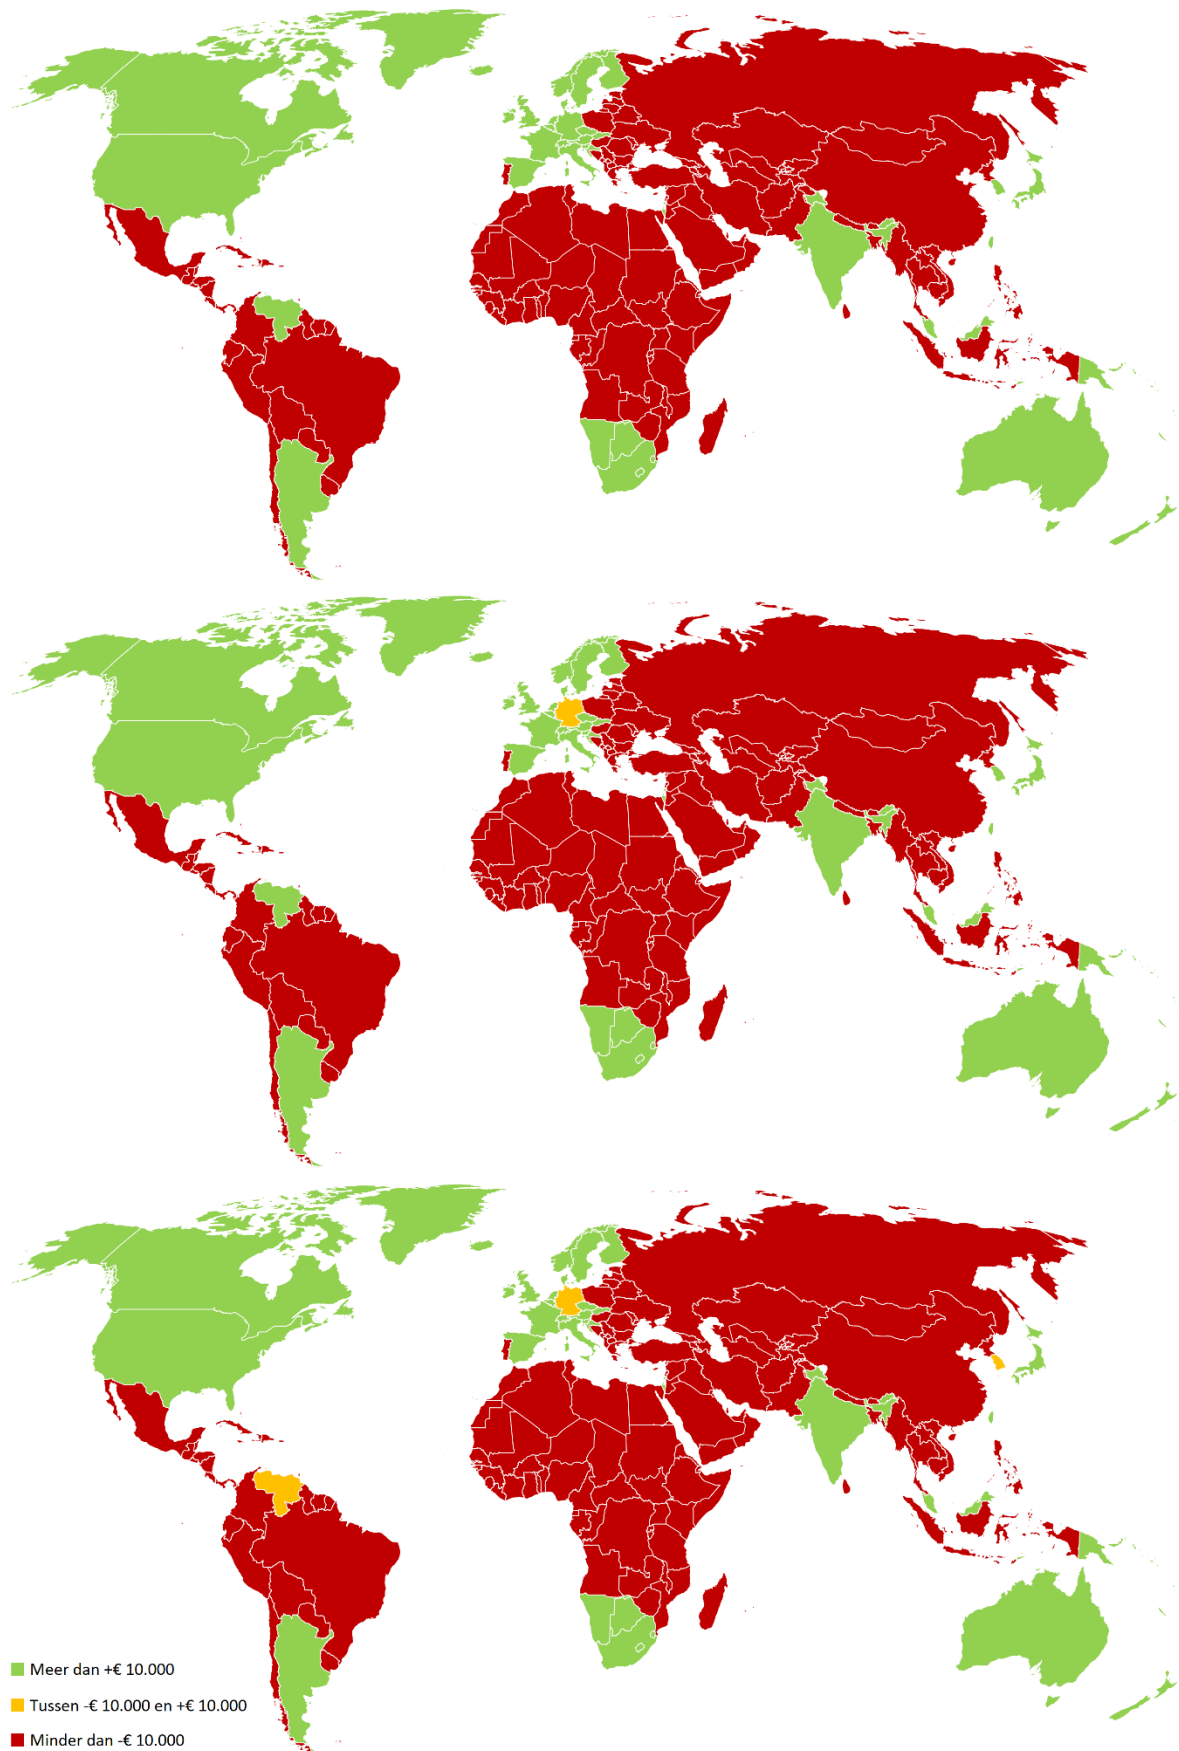 Meer dan +€ 10.000
Tussen -€ 10.000 en +€ 10.000
Minder dan -€ 10.000